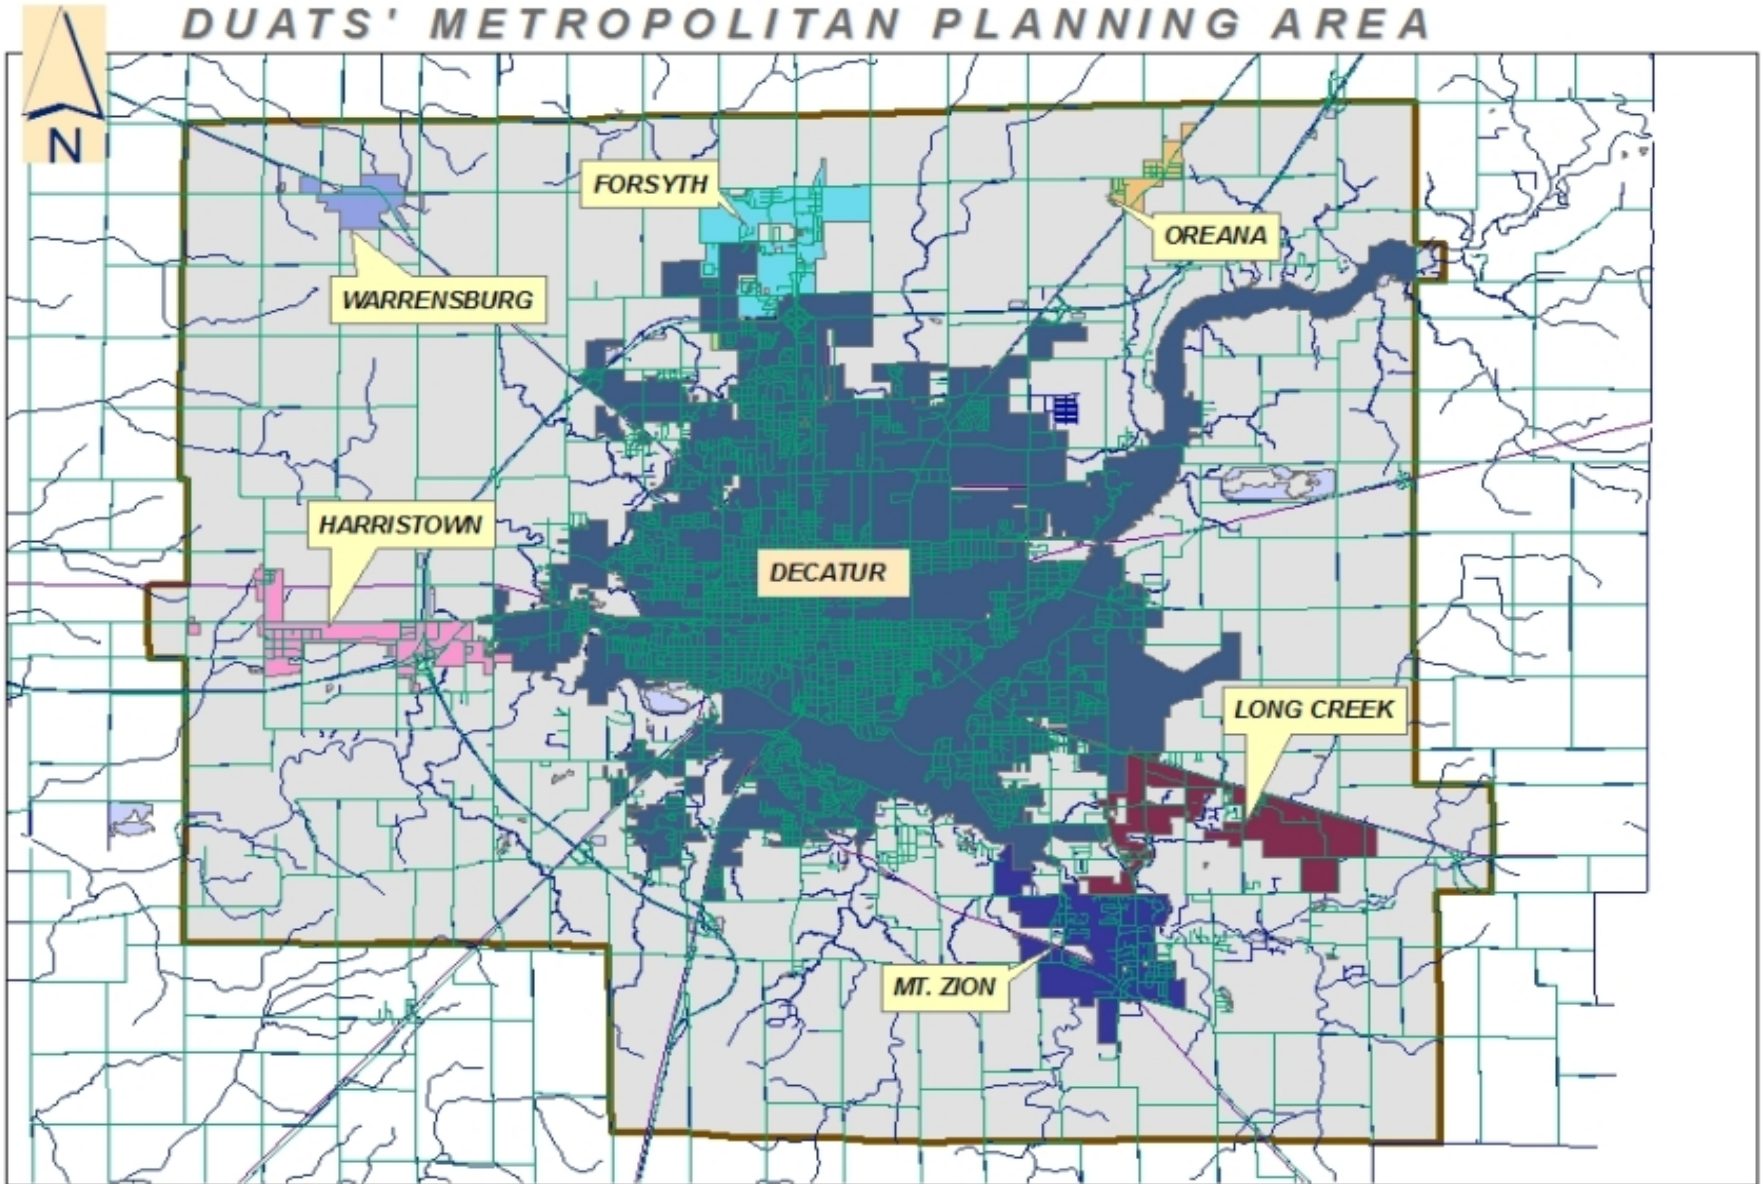 DUATS' METROPOLITAN PLANNING AREA
N
FORSYTH
OREANA
WARRENSBURG
HARRISTOWN
DECATUR
LONG CREEK
MT. ZION